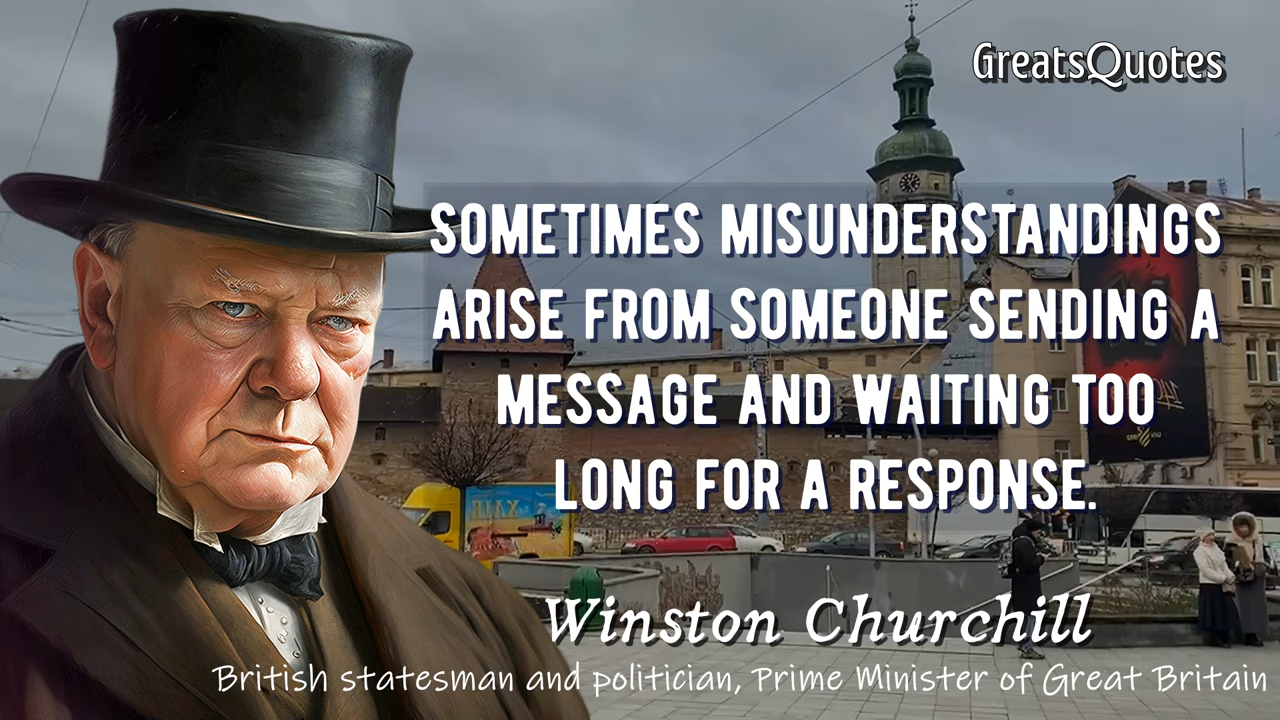 GreatsQuotes
SOMETIMES MISUNDERSTANDINGS
ARISE FROM SOMEONE SENDING A
MESSAGE AND WAITING TOO
LONG FOR A RESPONSE.
Winston Churchill
British statesman and politician, Prime Minister of Great Britain